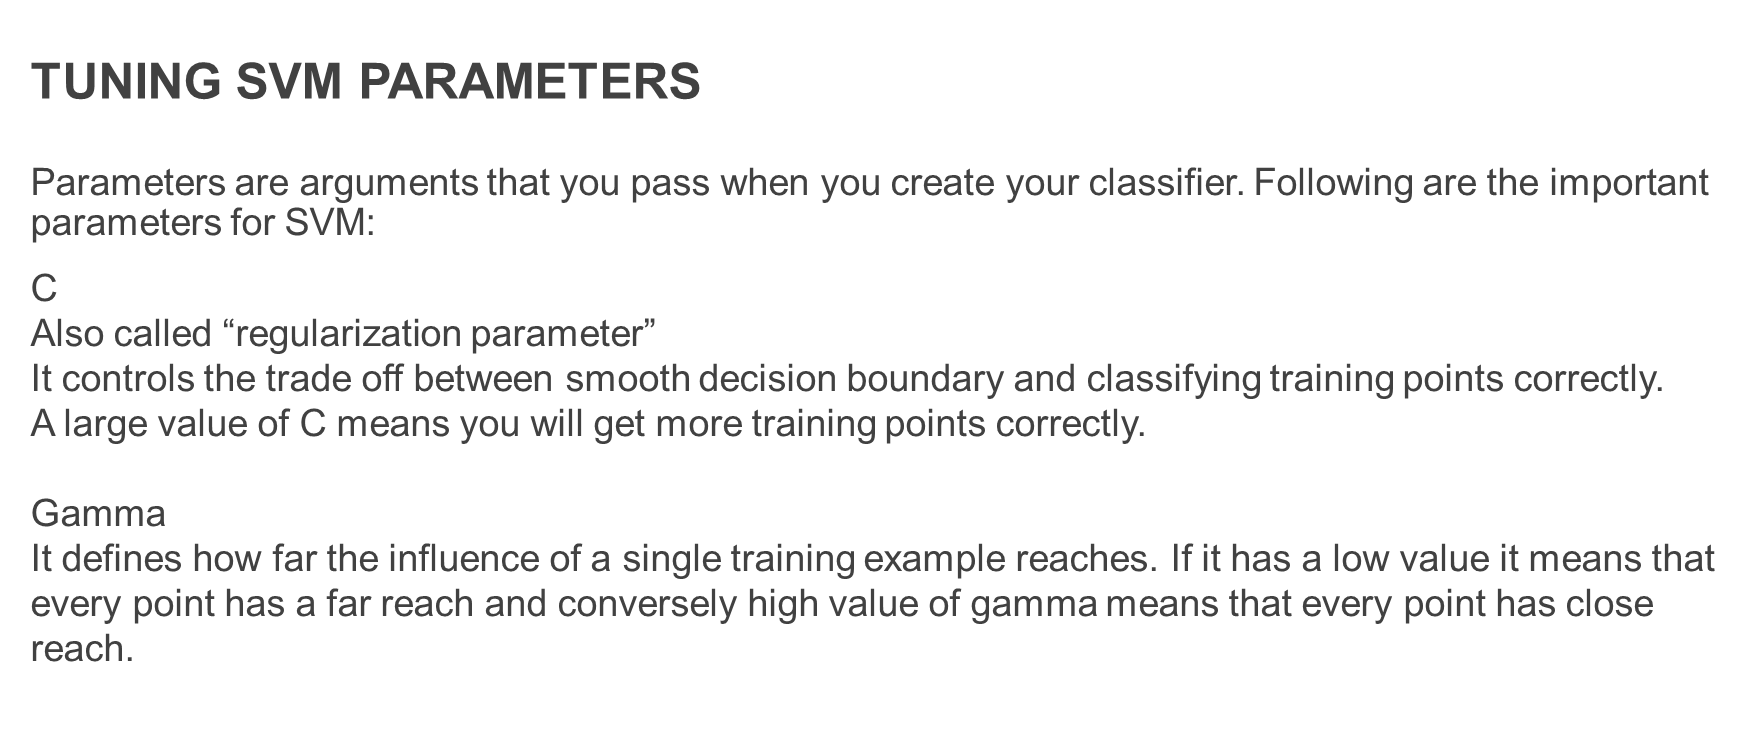 TUNING SVM PARAMETERS
Parameters are arguments that you pass when you create your classifier. Following are the important
parameters for SVM:
C
Also called “regularization parameter”
It controls the trade off between smooth decision boundary and classifying training points correctly.
A large value of C means you will get more training points correctly.
Gamma
It defines how far the influence of a single training example reaches. If it has a low value it means that
every point has a far reach and conversely high value of gamma means that every point has close
reach.